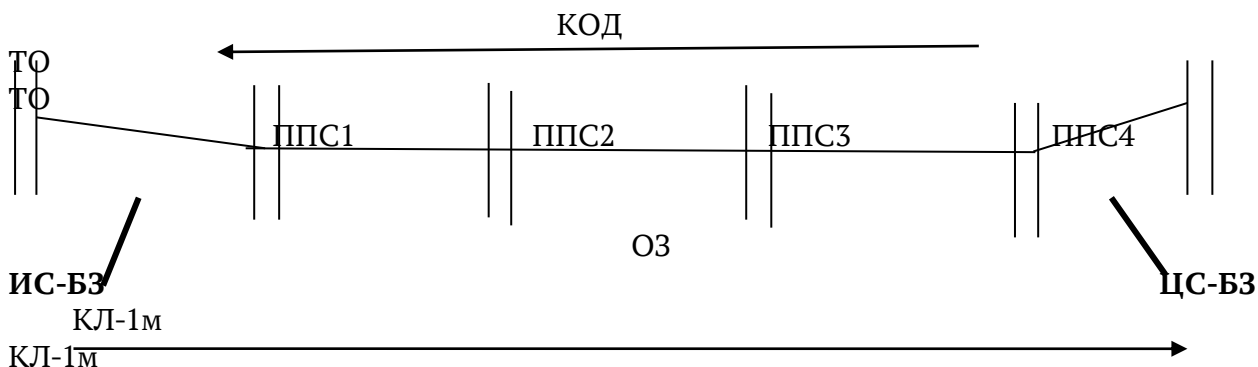 КОД
ТО
ТО
ППС1 ППС2 ППС3 ППС4
ОЗ
ИС-БЗ ЦС-БЗ
КЛ-1м
КЛ-1м